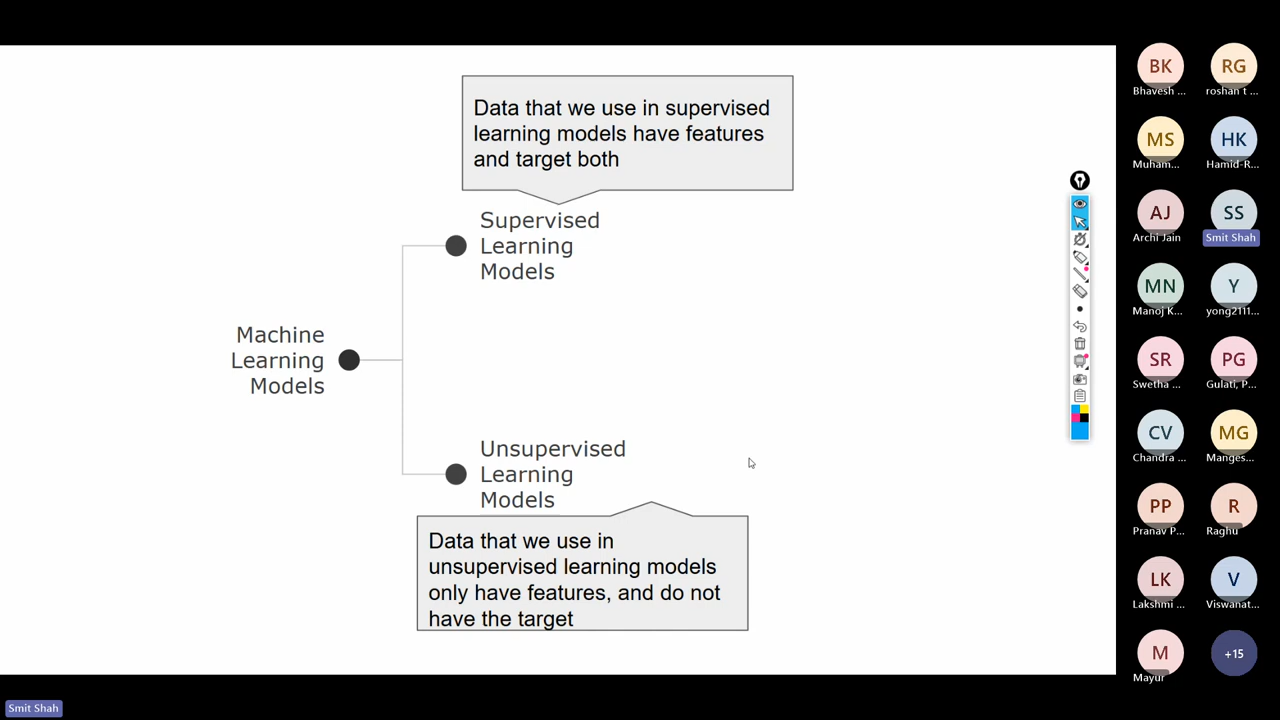 Data that we use in supervised
learning models have features
and target both
Supervised
Learning
Models
Machine
Learning
Models
Unsupervised
Learning
Models
Data that we use in
unsupervised learning models
only have features, and do not
have the target
BK
Bhavesh ...
RG
roshan t ...
MS
Muham...
HK
Hamid-R...
AJ
Archi Jain
SS
Smit Shah
MN
Manoj K...
Y
yong2111...
SR
Swetha ...
PG
Gulati, P...
CV
Chandra ...
MG
Manges...
PP
Pranav P...
R
Raghu
LK
Lakshmi ...
V
Viswanat...
M
Mayur
+15
Smit Shah